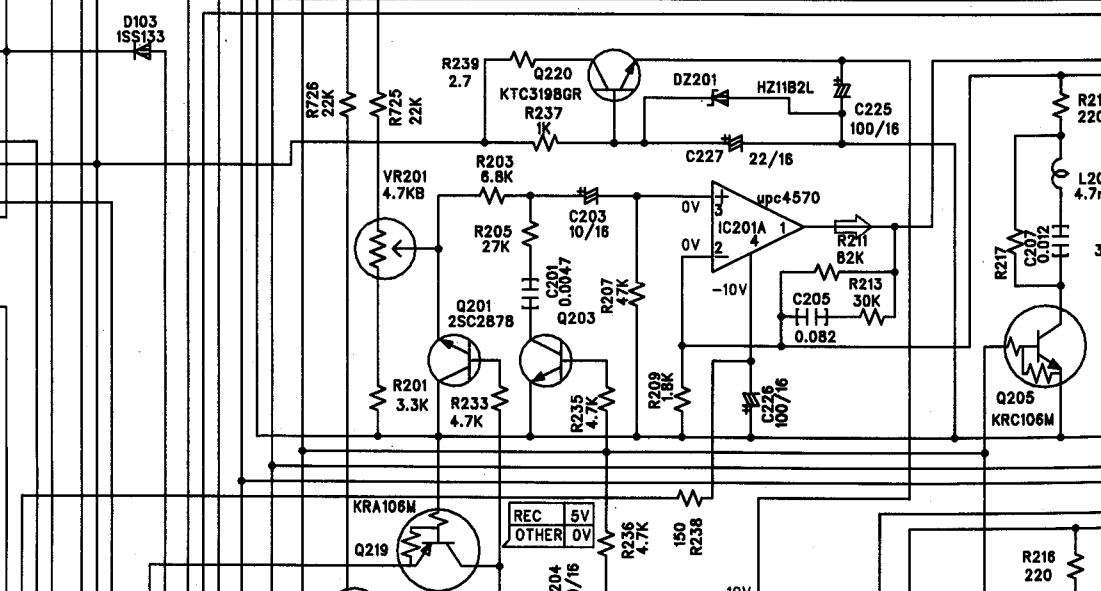 D103
1SS133
R726
22K
R725
22K
R239
2.7
Q220
KTC3198GR
R237
1K
DZ201
HZ11B2L
C225
100/16
C227
22/16
VR201
4.7KB
R203
6.8K
C203
10/16
R205
27K
C201
0.0047
R207
47K
0V
0V
+
3
2
−
IC201A
upc4570
1
4
-10V
R211
82K
R213
30K
C205
0.082
Q201
2SC2878
Q203
R201
3.3K
R233
4.7K
R235
4.7K
R209
1.8K
C226
100/16
R217
C207
0.012
220
4.7
Q205
KRC106M
KRA106M
Q219
REC 5V
OTHER 0V
R236
4.7K
150
R238
R216
220